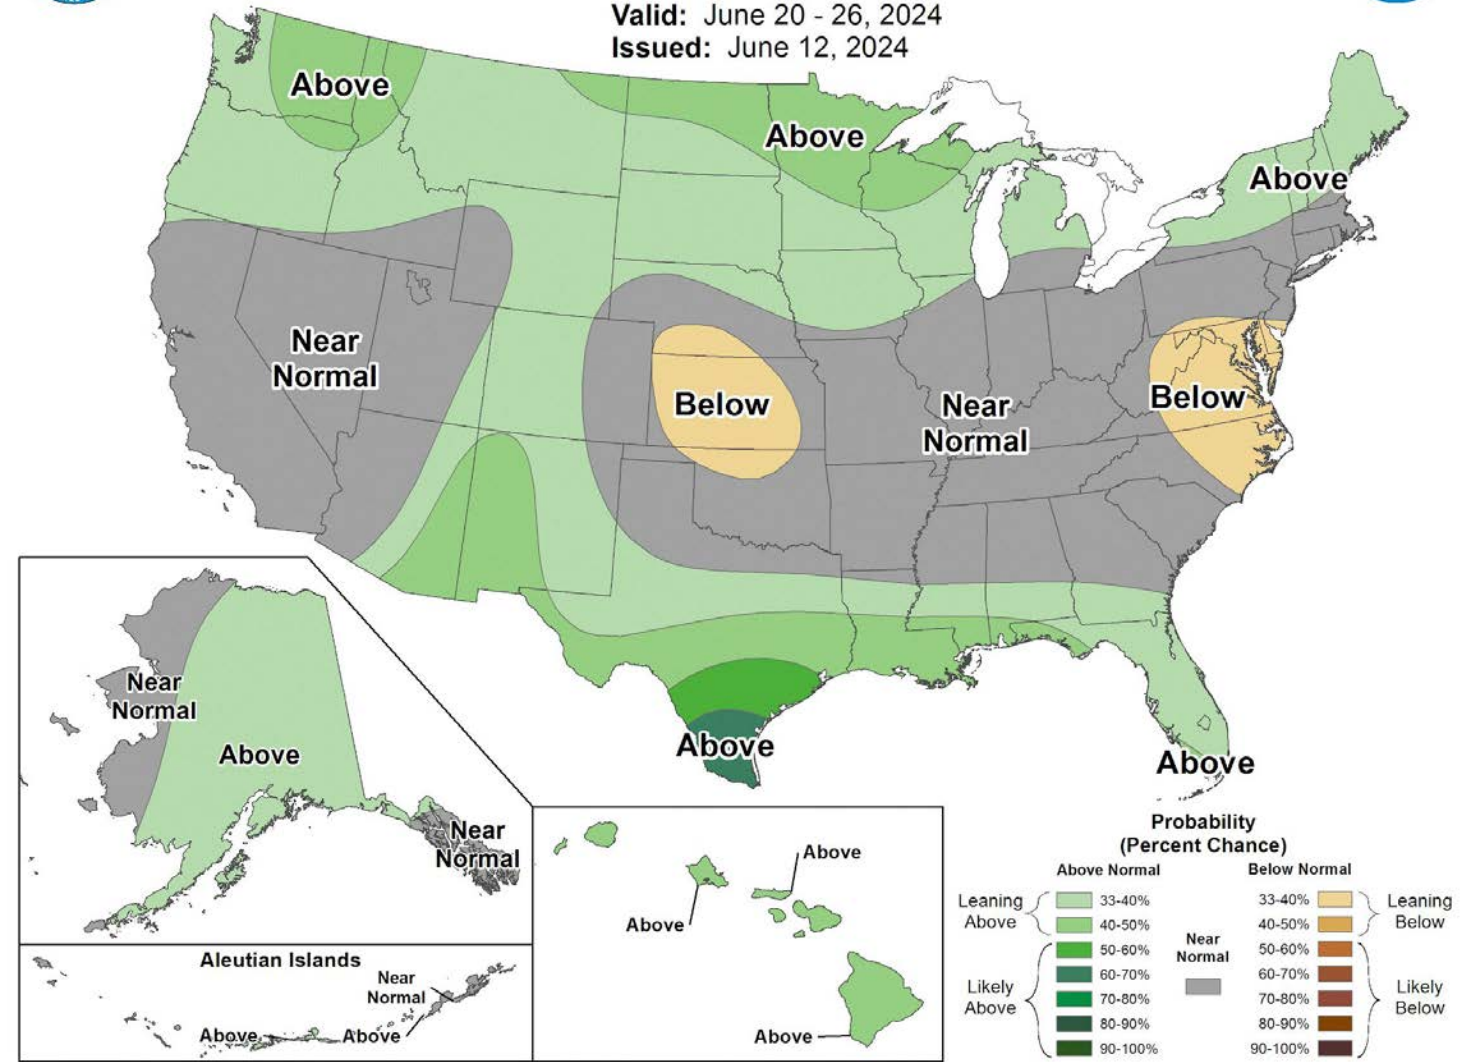 Valid: June 20 - 26, 2024
Issued: June 12, 2024
Above
Above
Above
Near
Normal
Below
Near
Normal
Below
Above
Above
Near
Normal
Above
Near
Normal
Aleutian Islands
Near
Normal
Above
Above
Above
Above
Above
Probability
(Percent Chance)
Above Normal
Below Normal
Leaning
Above
33-40%
40-50%
Likely
Above
50-60%
60-70%
70-80%
80-90%
90-100%
Near
Normal
33-40%
40-50%
Leaning
Below
50-60%
60-70%
70-80%
80-90%
90-100%
Likely
Below